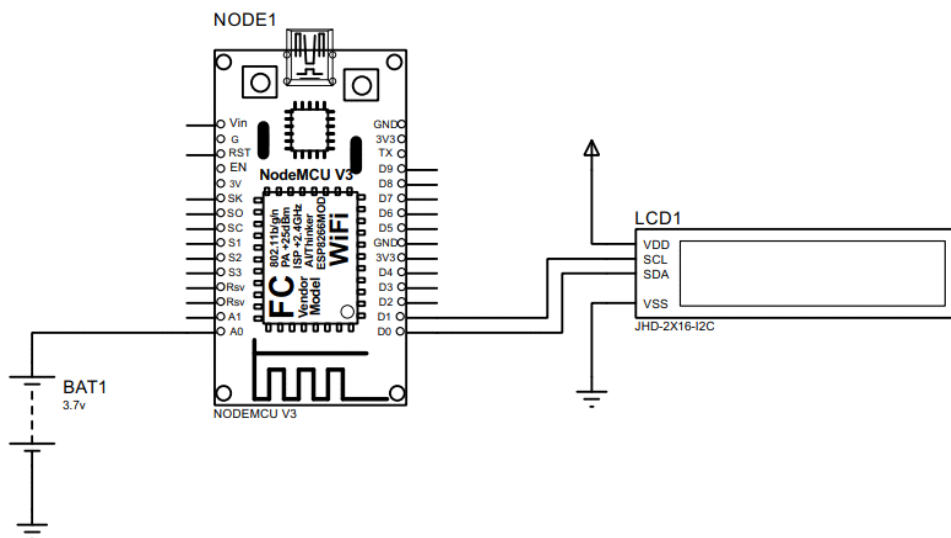 NODE1
Vin
G
RST
EN
3V
SK
SO
SC
S1
S2
S3
Rsv
Rsv
A1
A0
GND
3V3
TX
D9
D8
D7
D6
D5
GND
3V3
D4
D3
D2
D1
D0
NodeMCU V3
802.11b/g/n
PA +25dBm
ISP +2.4GHz
AI/Thinker
ESP8266MOD
WiFi
FC
Vendor
Model
NODEMCU V3
BAT1
3.7v
LCD1
VDD
SCL
SDA
VSS
JHD-2X16-I2C